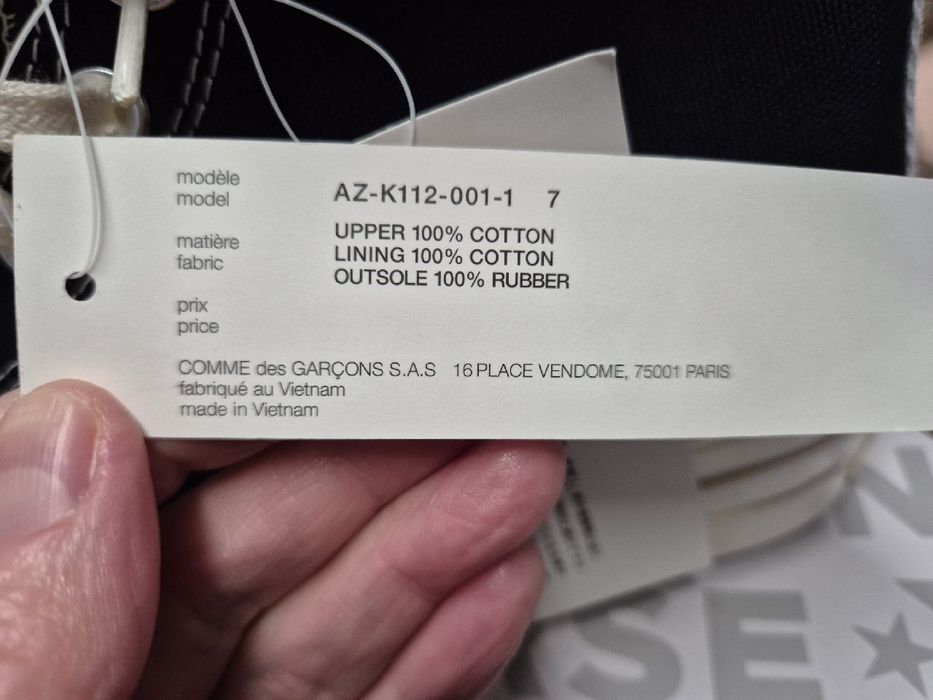 modèle
model
AZ-K112-001-1 7
matière
fabric
UPPER 100% COTTON
LINING 100% COTTON
OUTSOLE 100% RUBBER
prix
price
COMME des GARÇONS S.A.S 16 PLACE VENDOME, 75001 PARIS
fabriqué au Vietnam
made in Vietnam